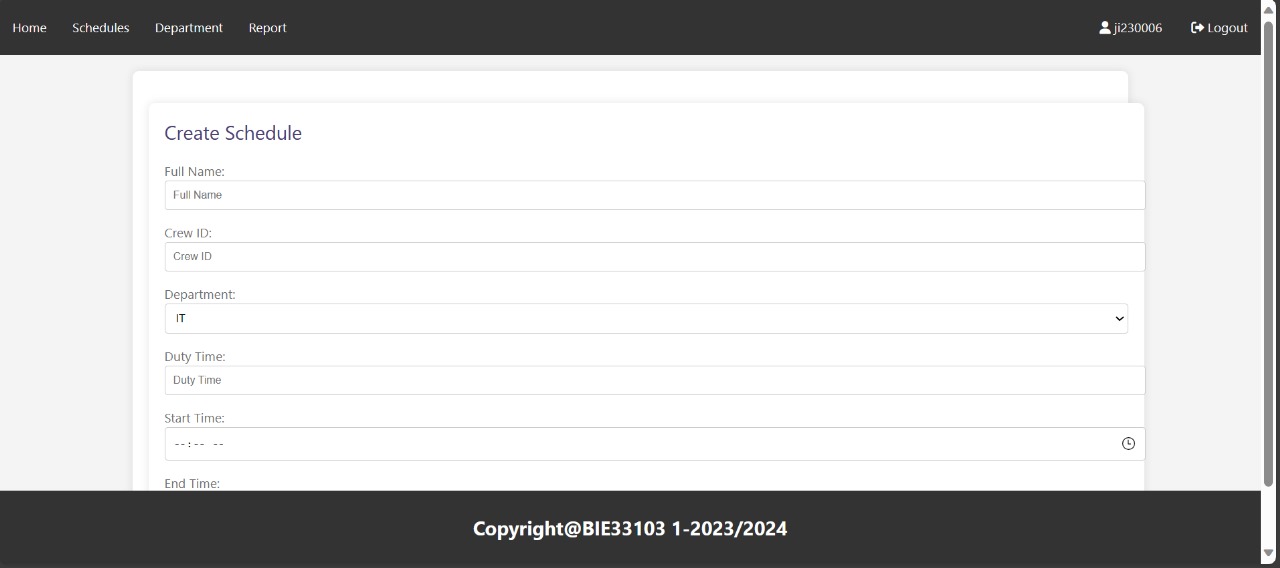 Home Schedules Department Report ji230006 Logout
Create Schedule
Full Name:
Full Name
Crew ID:
Crew ID
Department:
IT
Duty Time:
Duty Time
Start Time:
--:-- --
End Time:
Copyright@BIE33103 1-2023/2024